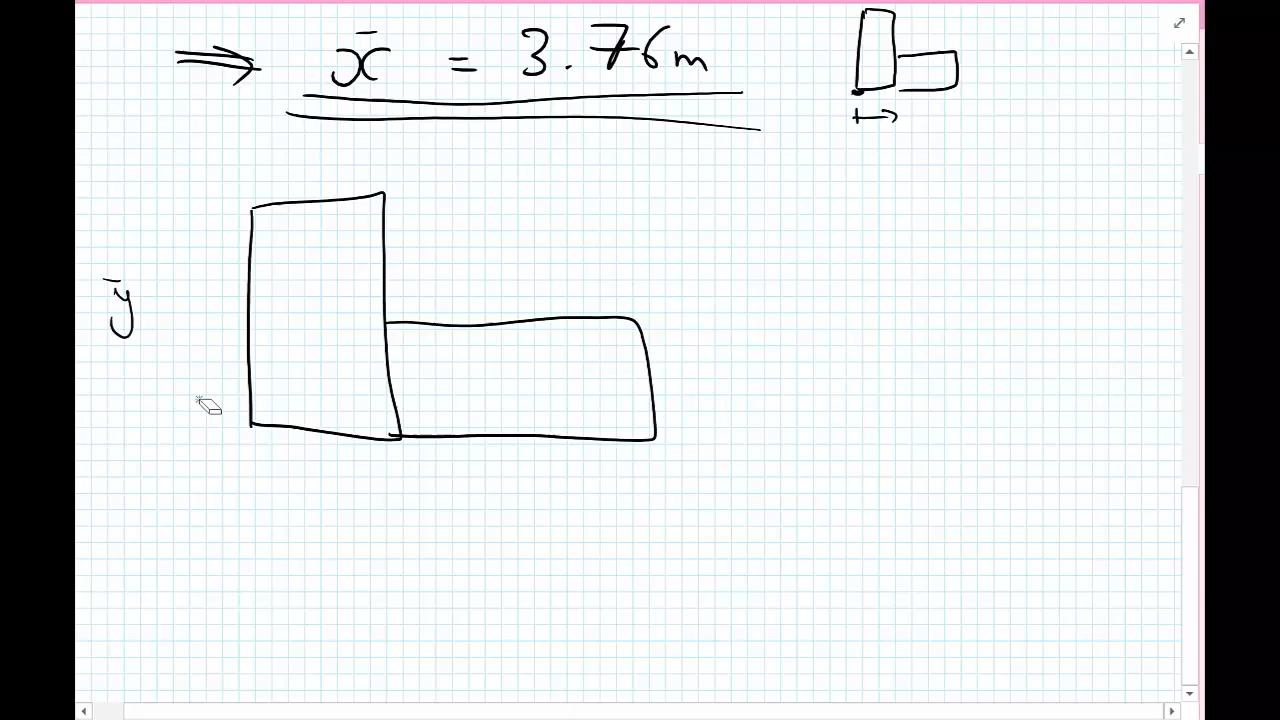 ⇒ x̄ = 3.76m
ȳ